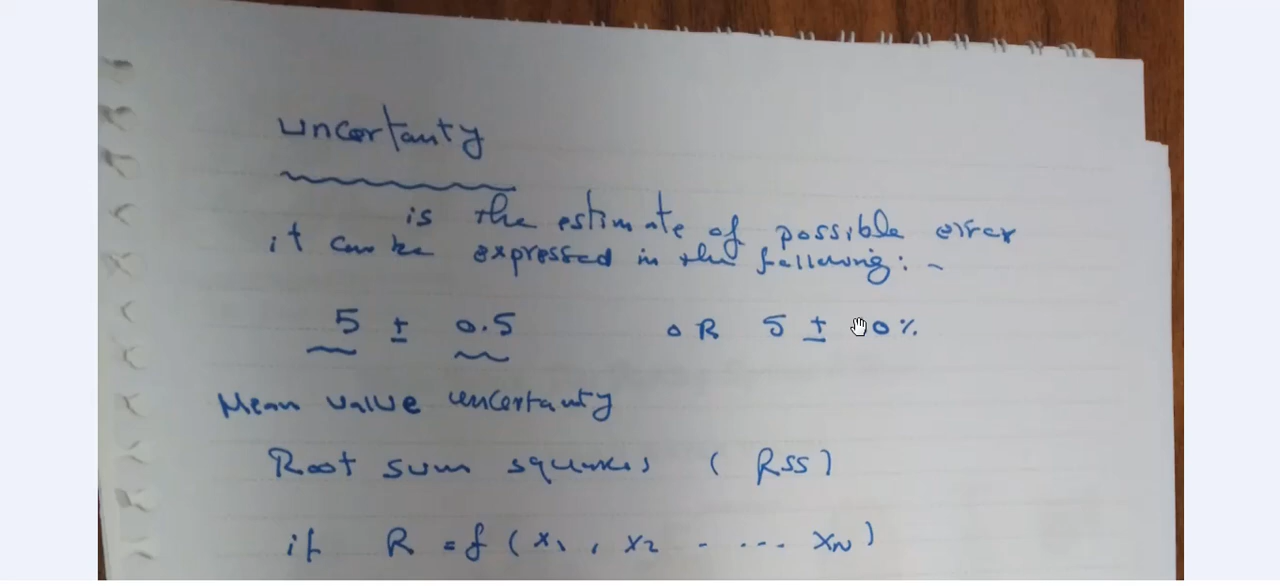 uncertanty
is the estimate of possible error
it can be expressed in the following: -
5 ± 0.5 OR 5 ± 0%
Mean value uncertanty
Root sum squares (RSS)
if R = f (x1, x2 - ... XN)